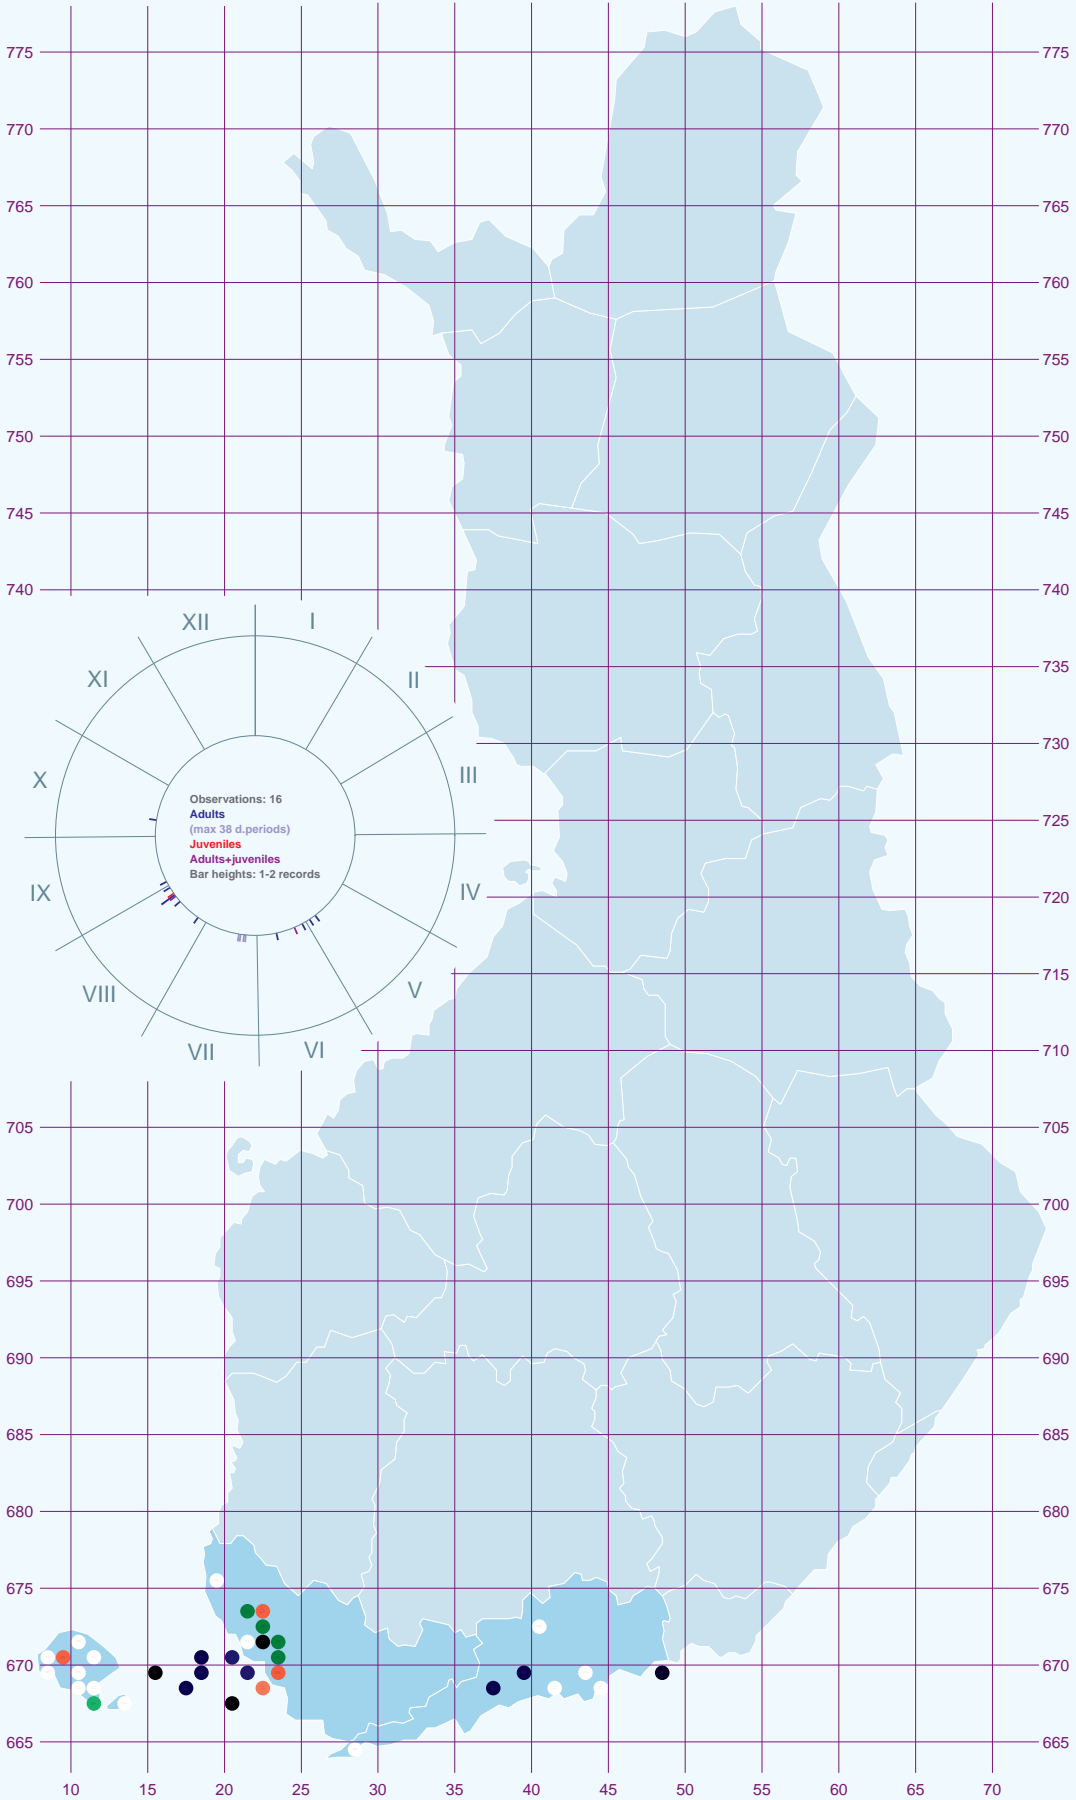 775 775
770 770
765 765
760 760
755 755
750 750
745 745
740 740
XII I
735
XI II
730
X III
Observations: 16
Adults
725
(max 38 d.periods)
Juveniles
Adults+juveniles
Bar heights: 1-2 records
IX IV
720
715
VIII V
VII VI
710
705 705
700 700
695 695
690 690
685 685
680 680
675 675
670 670
665 665
10 15 20 25 30 35 40 45 50 55 60 65 70